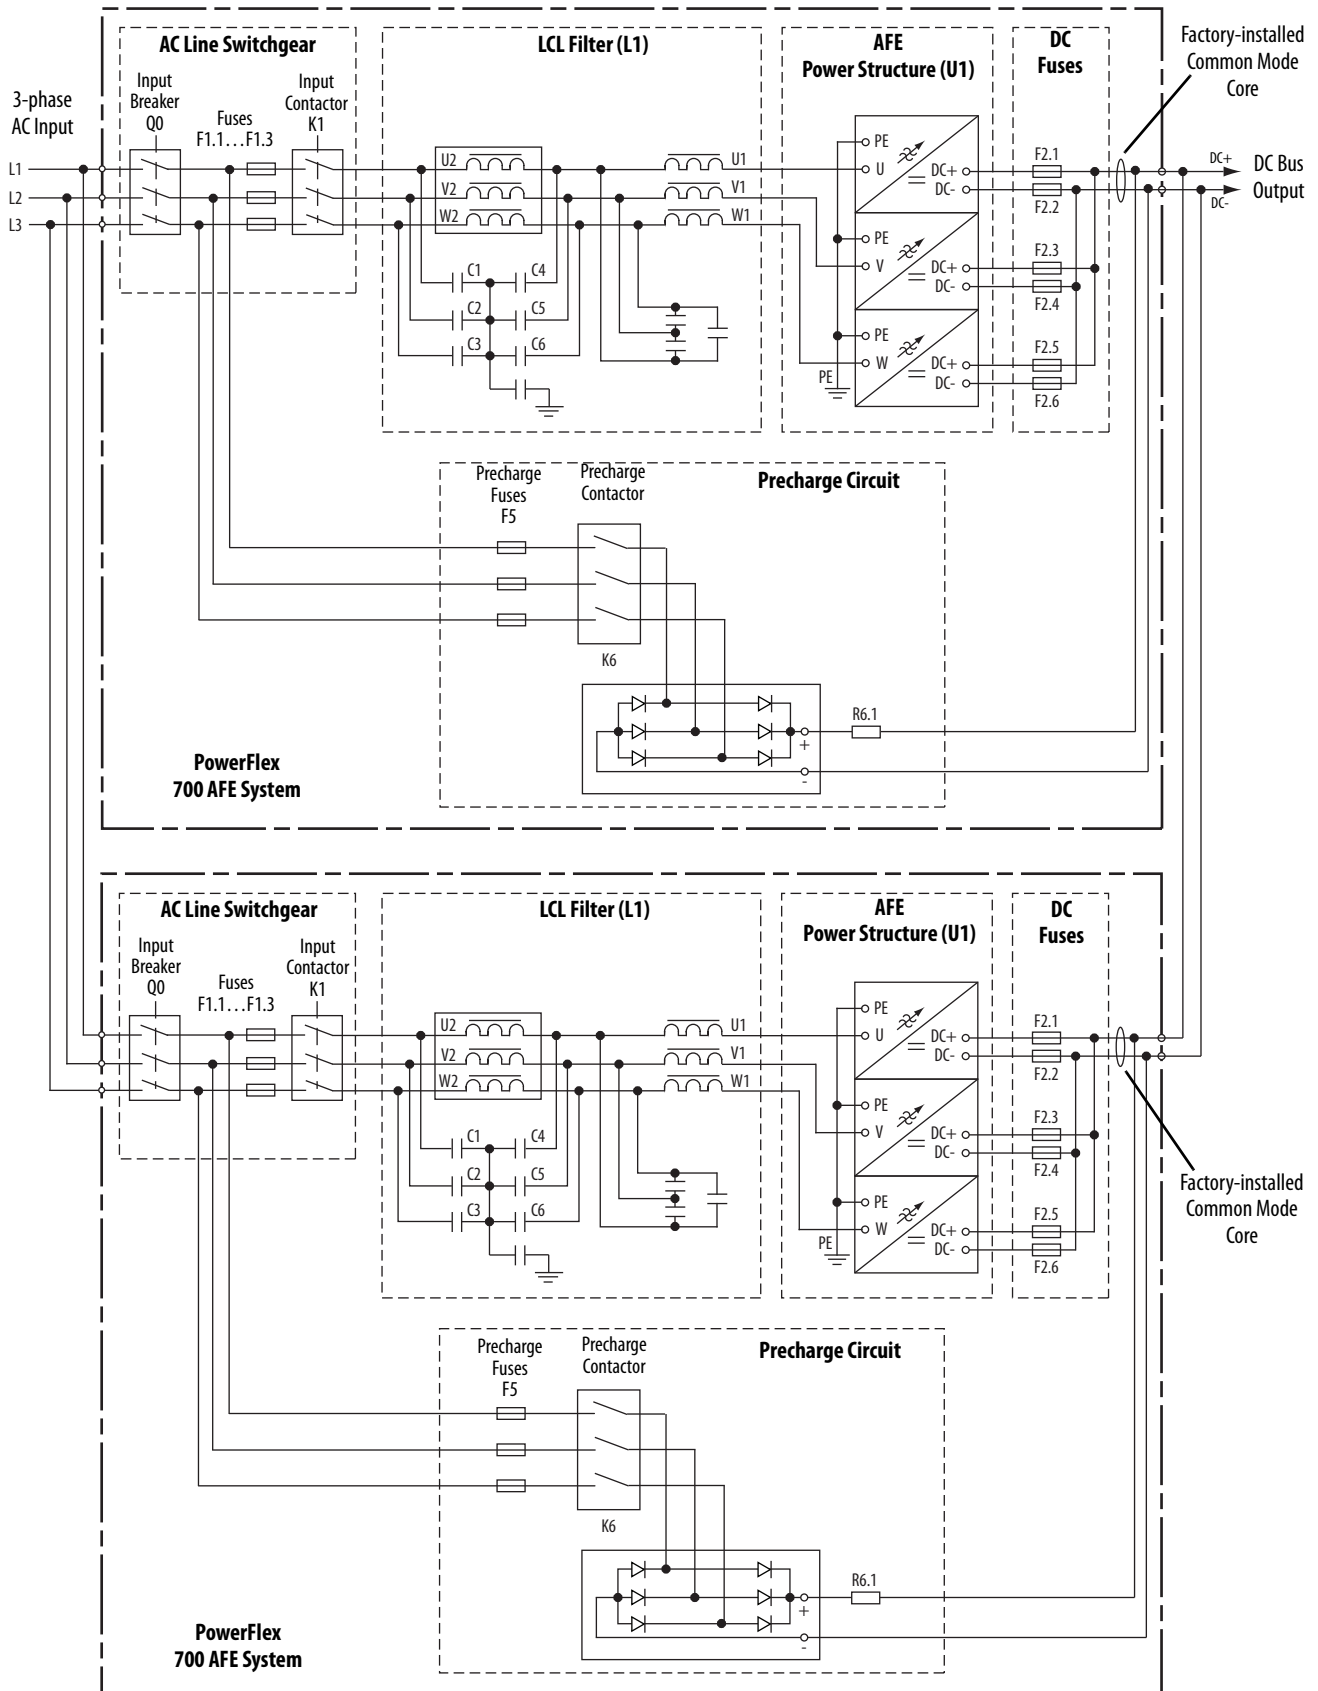 AC Line Switchgear
LCL Filter (L1)
AFE
Power Structure (U1)
DC
Fuses
Factory-installed
Common Mode
Core
3-phase
AC Input
Input
Breaker
Q0
Fuses
F1.1...F1.3
Input
Contactor
K1
L1
L2
L3
U2
V2
W2
U1
V1
W1
C1
C4
C2
C5
C3
C6
PE
U
DC+
DC-
PE
V
DC+
DC-
PE
W
DC+
DC-
PE
F2.1
F2.2
F2.3
F2.4
F2.5
F2.6
DC+
DC-
DC Bus
Output
Precharge
Fuses
F5
Precharge
Contactor
Precharge Circuit
K6
R6.1
+
-
PowerFlex
700 AFE System
AC Line Switchgear
LCL Filter (L1)
AFE
Power Structure (U1)
DC
Fuses
Input
Breaker
Q0
Fuses
F1.1...F1.3
Input
Contactor
K1
U2
V2
W2
U1
V1
W1
C1
C4
C2
C5
C3
C6
PE
U
DC+
DC-
PE
V
DC+
DC-
PE
W
DC+
DC-
PE
F2.1
F2.2
F2.3
F2.4
F2.5
F2.6
Factory-installed
Common Mode
Core
Precharge
Fuses
F5
Precharge
Contactor
Precharge Circuit
K6
R6.1
+
-
PowerFlex
700 AFE System